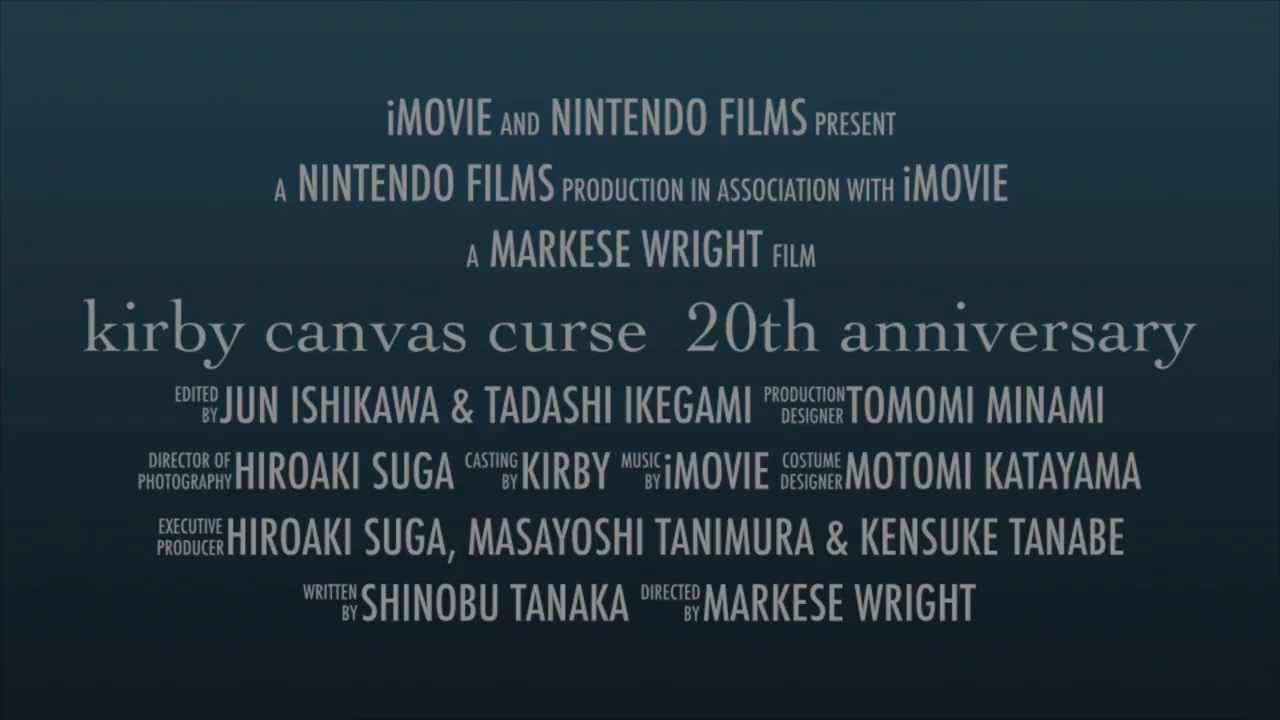 iMOVIE AND NINTENDO FILMS PRESENT
A NINTENDO FILMS PRODUCTION IN ASSOCIATION WITH iMOVIE
A MARKESE WRIGHT FILM
kirby canvas curse 20th anniversary
EDITED BY JUN ISHIKAWA & TADASHI IKEGAMI PRODUCTION DESIGNER TOMOMI MINAMI
DIRECTOR OF PHOTOGRAPHY HIROAKI SUGA CASTING BY KIRBY MUSIC BY iMOVIE COSTUME DESIGNER MOTOMI KATAYAMA
EXECUTIVE PRODUCER HIROAKI SUGA, MASAYOSHI TANIMURA & KENSUKE TANABE
WRITTEN BY SHINOBU TANAKA DIRECTED BY MARKESE WRIGHT